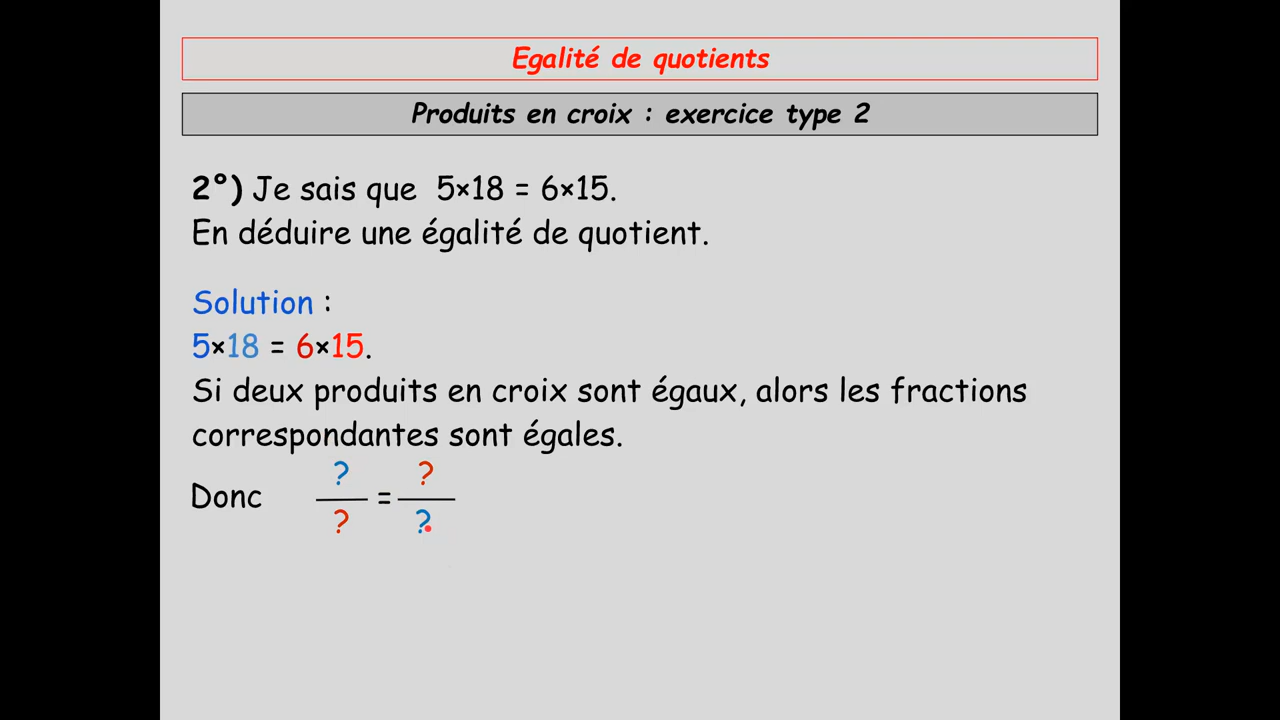 Egalité de quotients
Produits en croix : exercice type 2
2°) Je sais que 5×18 = 6×15.
En déduire une égalité de quotient.
Solution :
5×18 = 6×15.
Si deux produits en croix sont égaux, alors les fractions
correspondantes sont égales.
? ?
Donc =
? ?